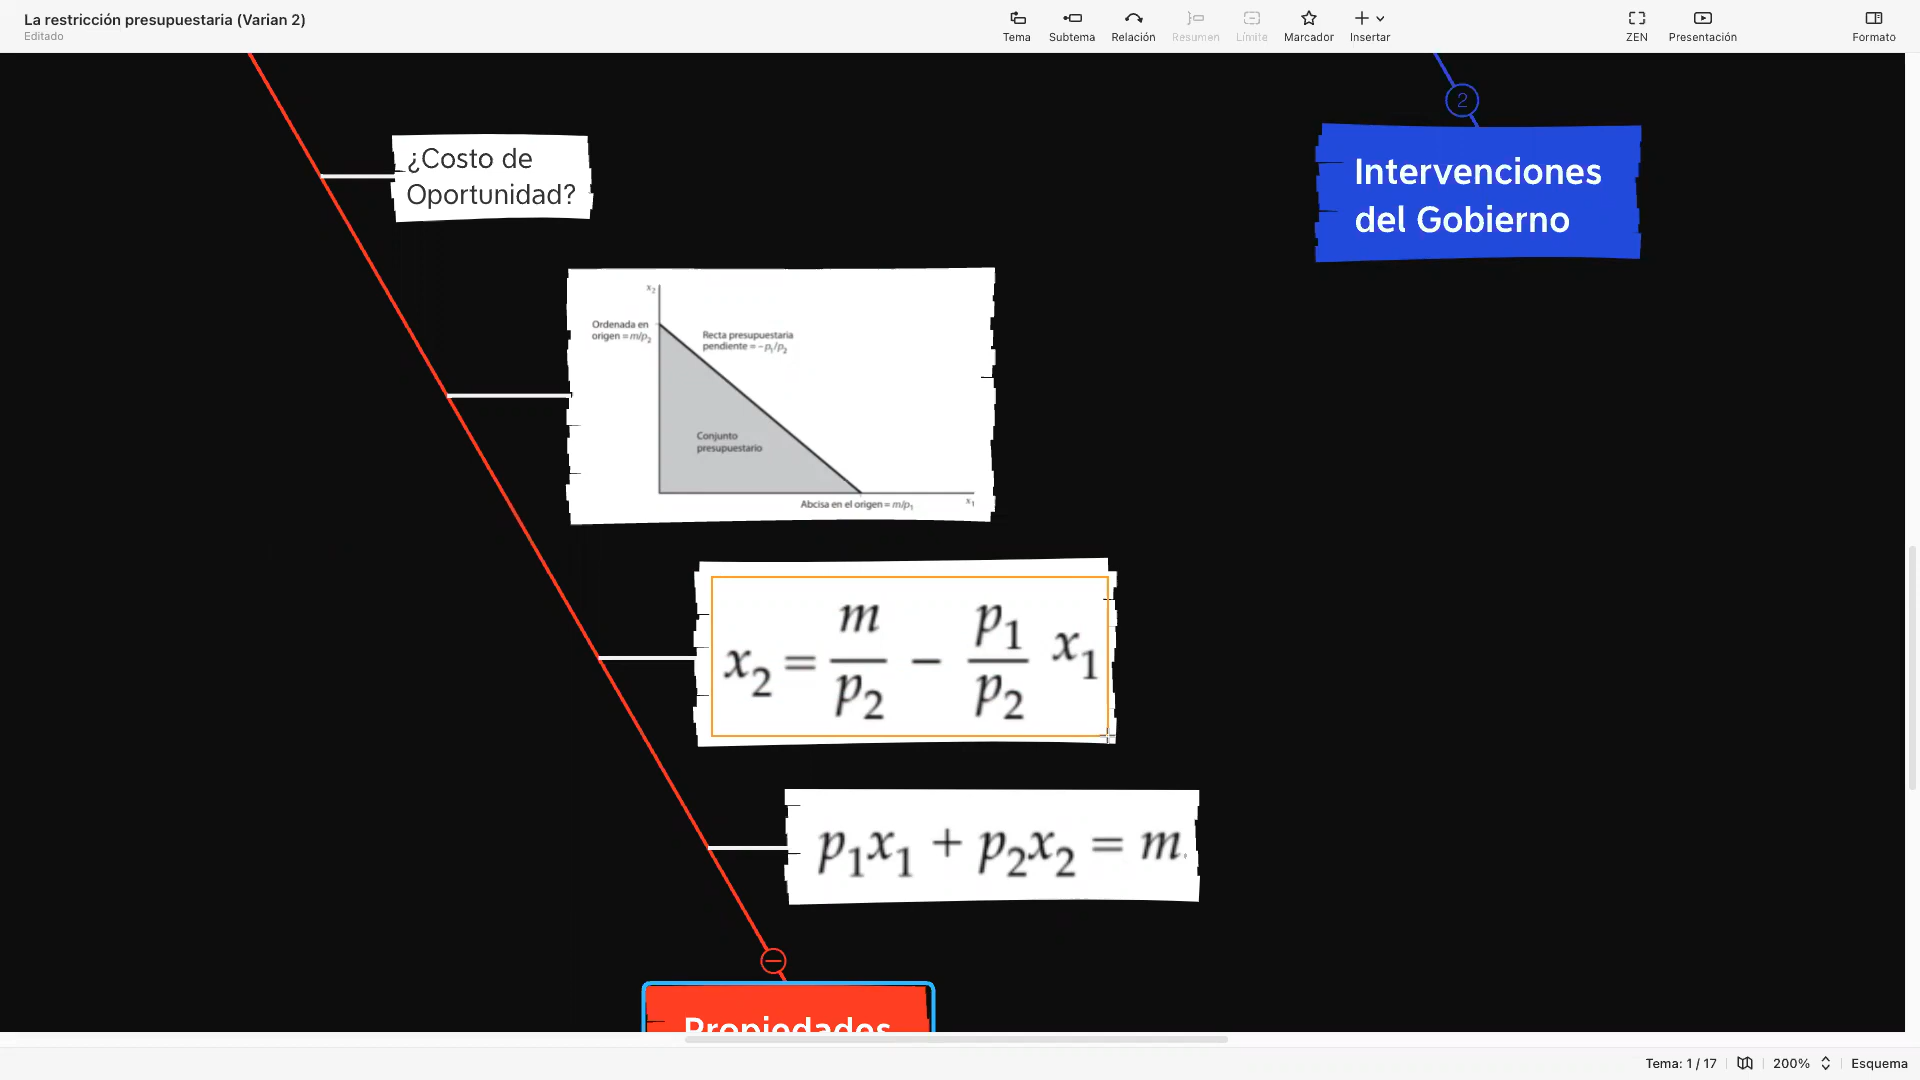 La restricción presupuestaria (Varian 2)
Editado
Tema
Subtema
Relación
Resumen
Límite
Marcador
Insertar
ZEN
Presentación
Formato
2
¿Costo de
Oportunidad?
Intervenciones
del Gobierno
x₂
Ordenada en
origen = m/p₂
Recta presupuestaria
pendiente = –p₁/p₂
Conjunto
presupuestario
Abcisa en el origen = m/p₁
x₁
x₂ = m/p₂ − p₁/p₂ x₁
p₁x₁ + p₂x₂ = m.
Propiedades
Tema: 1 / 17
200%
Esquema